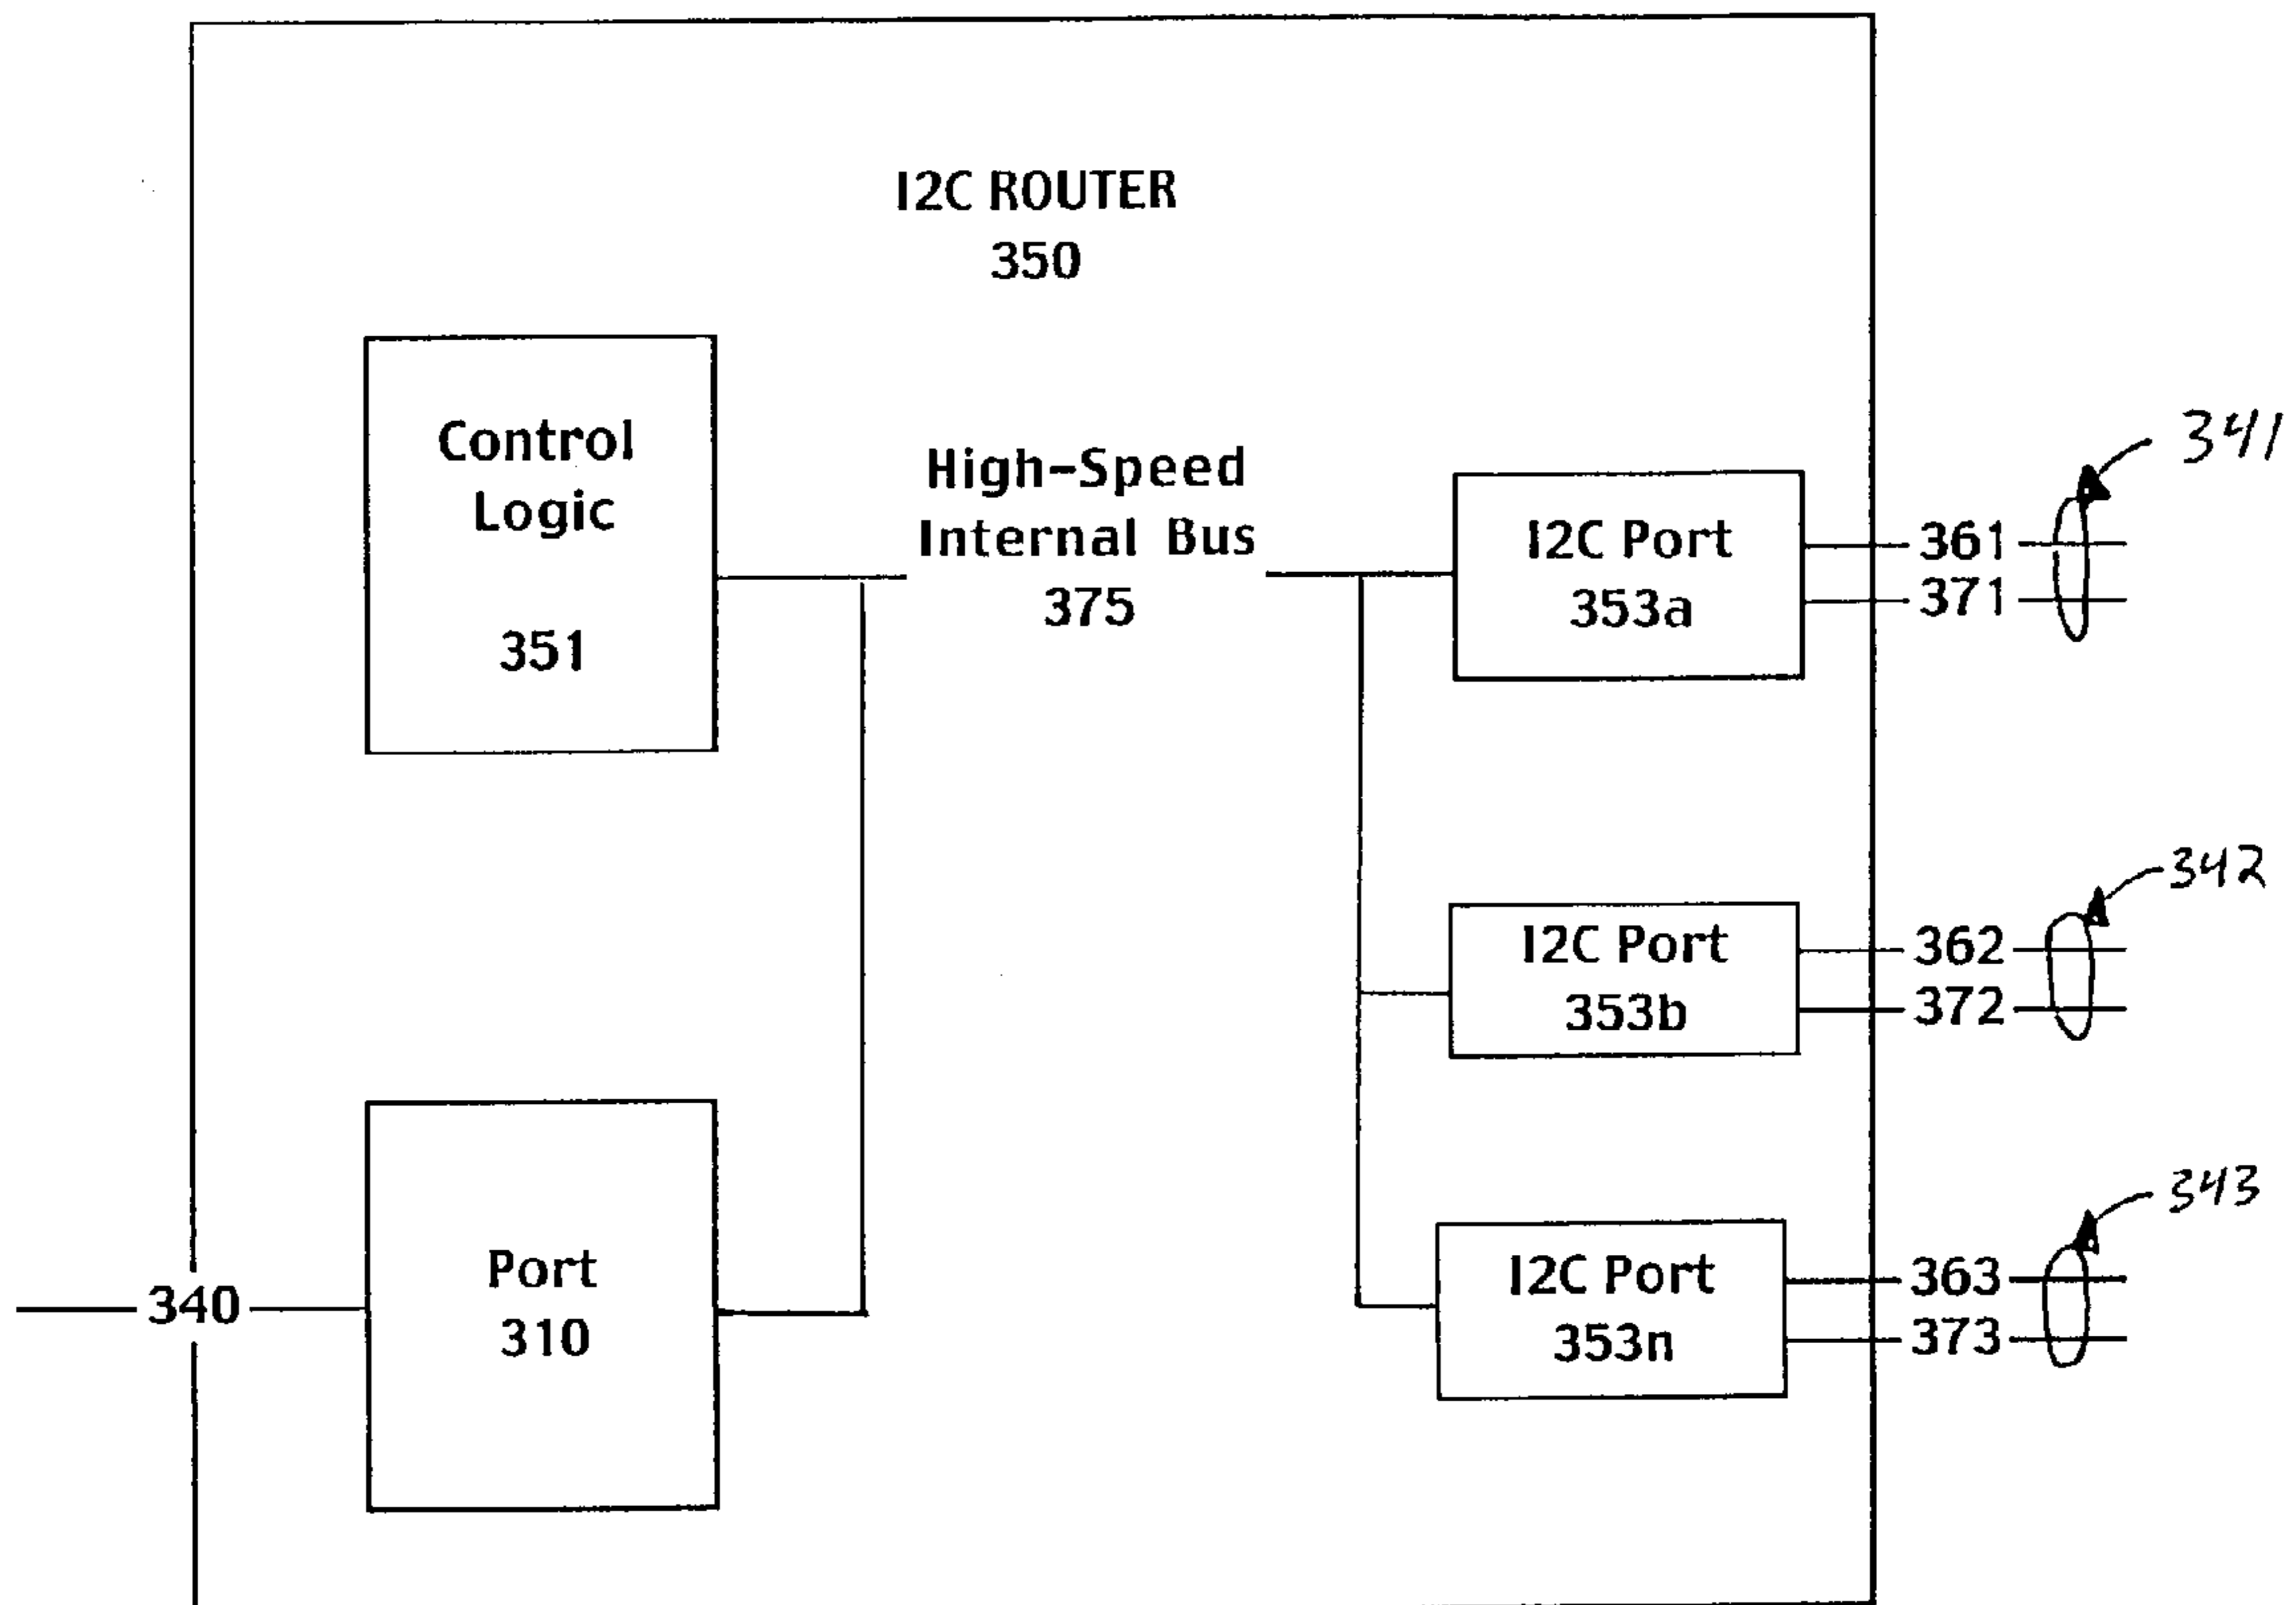 I2C ROUTER
350
Control
Logic
351
High-Speed
Internal Bus
375
I2C Port
353a
361
371
341
I2C Port
353b
362
372
342
Port
310
340
I2C Port
353n
363
373
343